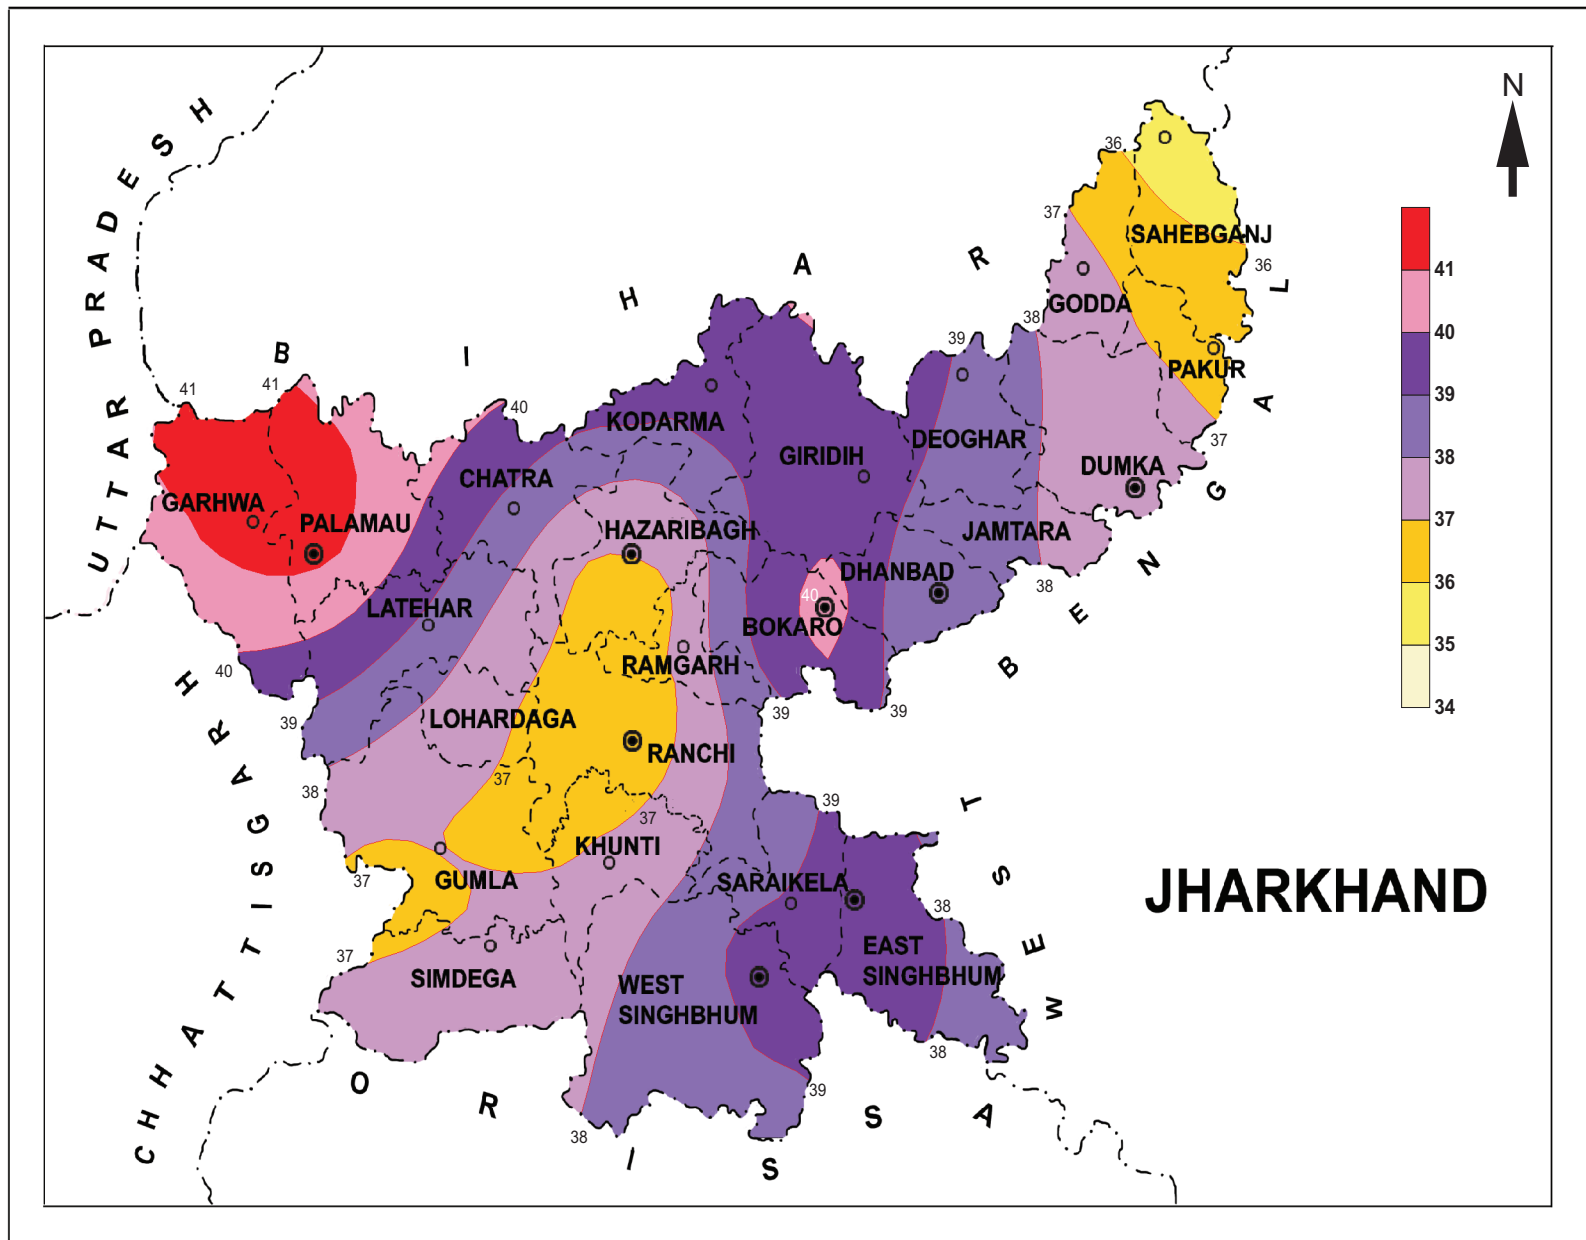 N
UTTAR PRADESH
BIHAR
WEST BENGAL
CHHATTISGARH
ORISSA
JHARKHAND
36
37
SAHEBGANJ
36
GODDA
38
39
PAKUR
37
41
41
40
KODARMA
DEOGHAR
GIRIDIH
DUMKA
CHATRA
GARHWA
PALAMAU
HAZARIBAGH
JAMTARA
DHANBAD
38
40
LATEHAR
BOKARO
RAMGARH
40
39
LOHARDAGA
39
39
RANCHI
37
38
37
39
KHUNTI
37
GUMLA
SARAIKELA
38
37
SIMDEGA
EAST
SINGHBHUM
WEST
SINGHBHUM
38
39
38
41
40
39
38
37
36
35
34